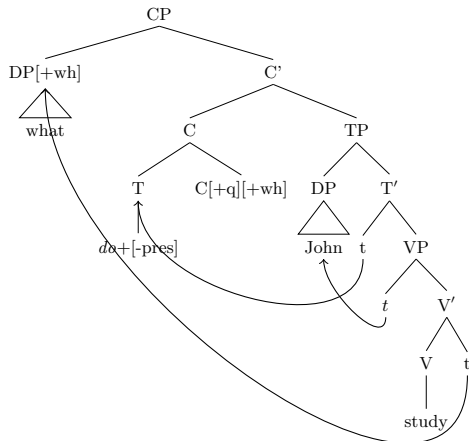 CP
DP[+wh] C'
what C TP
T C[+q][+wh] DP T′
do+[-pres] John t VP
t V′
V t
study